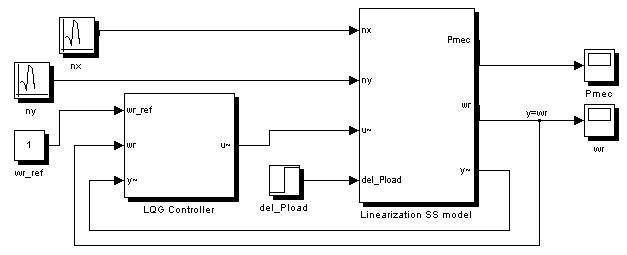 nx
Pmec
nx
ny
Pmec
ny
wr_ref
wr
y=wr
wr
1
wr
u~
u~
wr_ref
y~
y~
del_Pload
LQG Controller
del_Pload
Linearization SS model